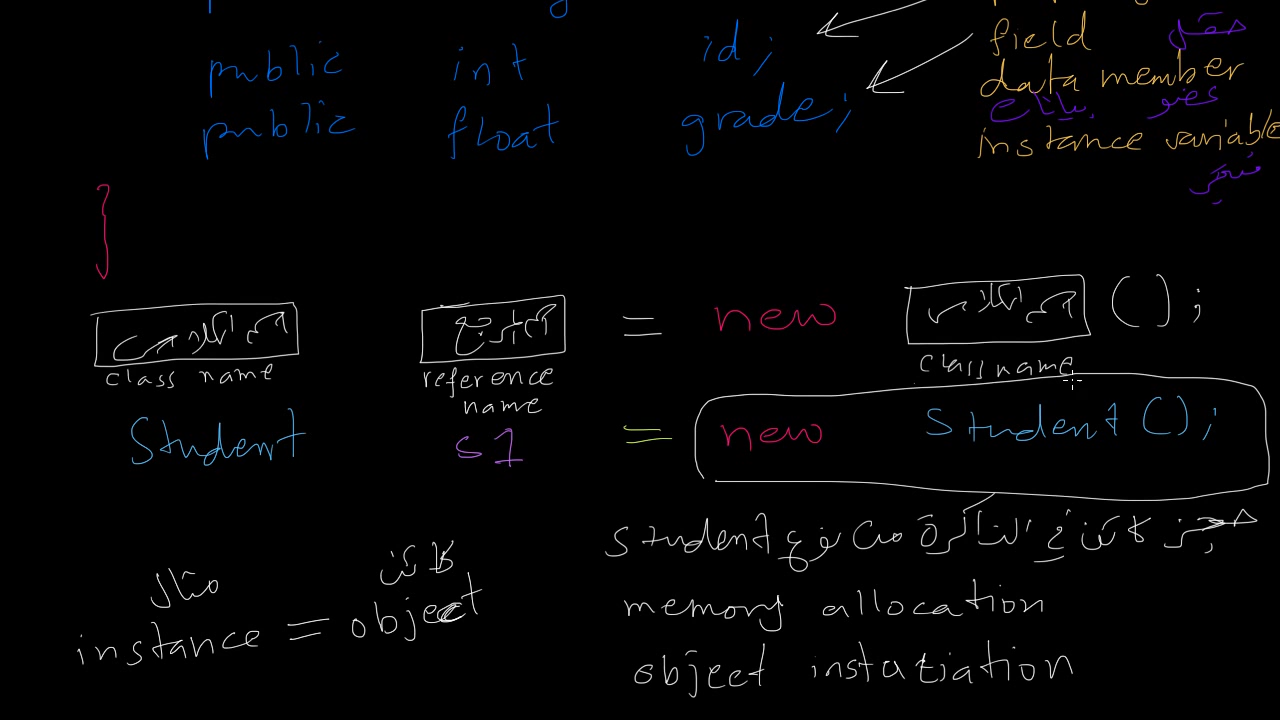 public int id;
field حقل
data member
public float grade;
عضو بيانات
instance variable
}
اسم الكلاس اسم المرجع = new اسم الكلاس ();
class name reference name class name
Student s1 = new Student();
حجز كائن في الذاكرة من نوع Student
مثال كائن
instance = object
memory allocation
object instatiation